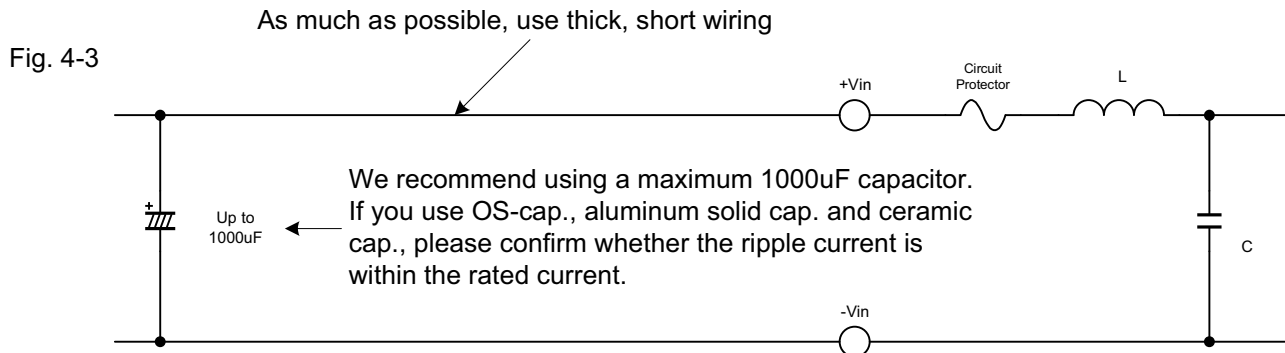 As much as possible, use thick, short wiring
Fig. 4-3
Circuit
Protector
L
+Vin
We recommend using a maximum 1000uF capacitor.
If you use OS-cap., aluminum solid cap. and ceramic
cap., please confirm whether the ripple current is
within the rated current.
+
Up to
1000uF
C
-Vin